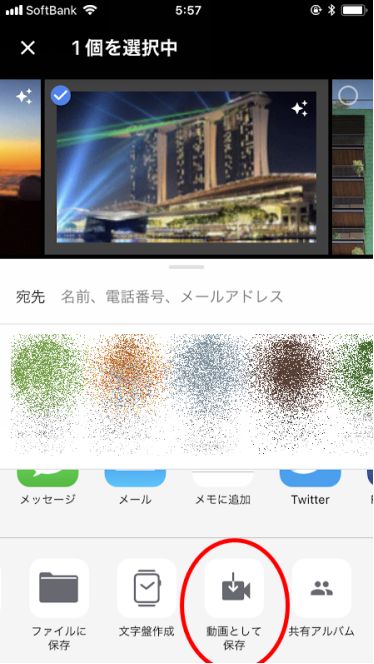 SoftBank 5:57
1個を選択中
宛先 名前、電話番号、メールアドレス
メッセージ メール メモに追加 Twitter
ファイルに 文字盤作成 動画として 共有アルバム
保存 保存